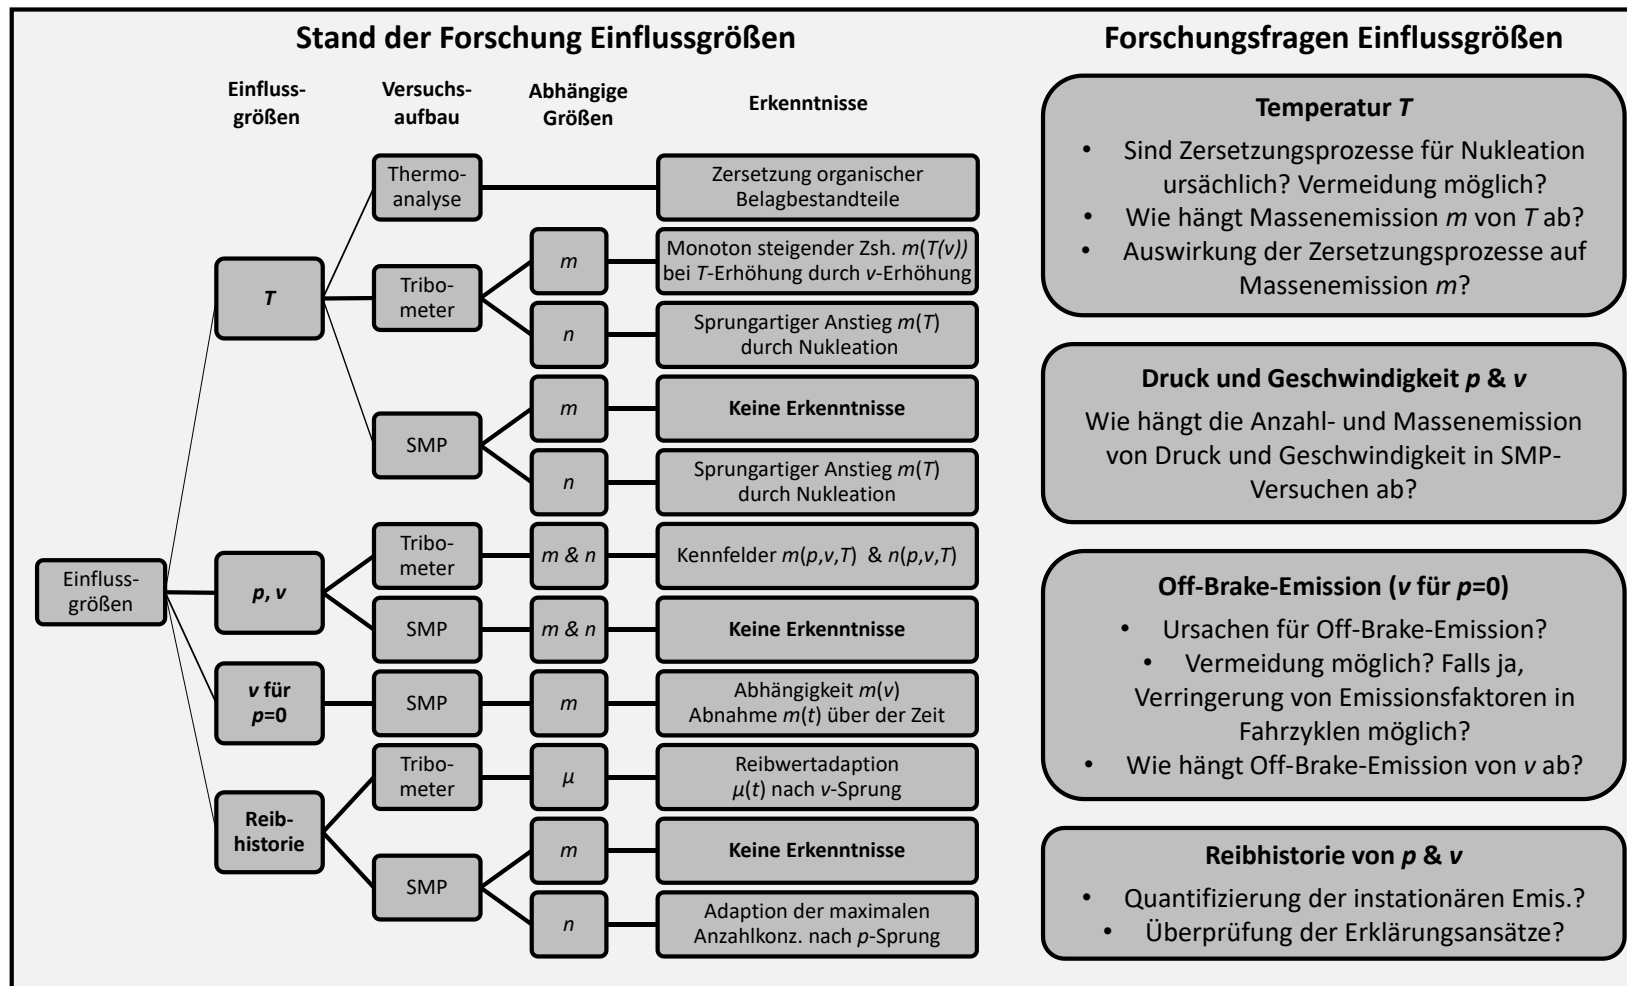 Stand der Forschung Einflussgrößen
Einfluss-
größen
Versuchs-
aufbau
Abhängige
Größen
Erkenntnisse
Einfluss-
größen
T
Thermo-
analyse
Zersetzung organischer
Belagbestandteile
Tribo-
meter
m
Monoton steigender Zsh. m(T(v))
bei T-Erhöhung durch v-Erhöhung
n
Sprungartiger Anstieg m(T)
durch Nukleation
SMP
m
Keine Erkenntnisse
n
Sprungartiger Anstieg m(T)
durch Nukleation
p, v
Tribo-
meter
m & n
Kennfelder m(p,v,T) & n(p,v,T)
SMP
m & n
Keine Erkenntnisse
v für
p=0
SMP
m
Abhängigkeit m(v)
Abnahme m(t) über der Zeit
Reib-
historie
Tribo-
meter
μ
Reibwertadaption
μ(t) nach v-Sprung
SMP
m
Keine Erkenntnisse
n
Adaption der maximalen
Anzahlkonz. nach p-Sprung
Forschungsfragen Einflussgrößen
Temperatur T
• Sind Zersetzungsprozesse für Nukleation
ursächlich? Vermeidung möglich?
• Wie hängt Massenemission m von T ab?
• Auswirkung der Zersetzungsprozesse auf
Massenemission m?
Druck und Geschwindigkeit p & v
Wie hängt die Anzahl- und Massenemission
von Druck und Geschwindigkeit in SMP-
Versuchen ab?
Off-Brake-Emission (v für p=0)
• Ursachen für Off-Brake-Emission?
• Vermeidung möglich? Falls ja,
Verringerung von Emissionsfaktoren in
Fahrzyklen möglich?
• Wie hängt Off-Brake-Emission von v ab?
Reibhistorie von p & v
• Quantifizierung der instationären Emis.?
• Überprüfung der Erklärungsansätze?